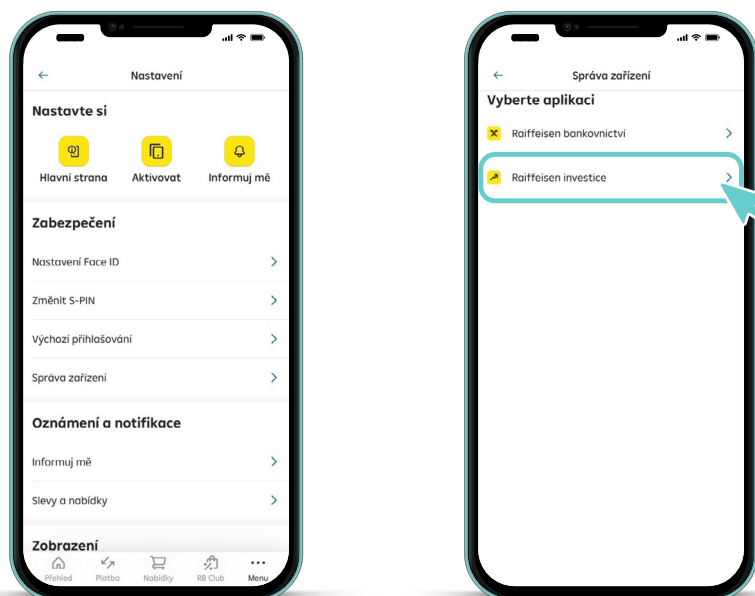 Nastavení
Nastavte si
Hlavní strana
Aktivovat
Informuj mě
Zabezpečení
Nastavení Face ID
Změnit S-PIN
Výchozí přihlašování
Správa zařízení
Oznámení a notifikace
Informuj mě
Slevy a nabídky
Zobrazení
Přehled
Platba
Nabídky
RB Club
Menu
Správa zařízení
Vyberte aplikaci
Raiffeisen bankovnictví
Raiffeisen investice